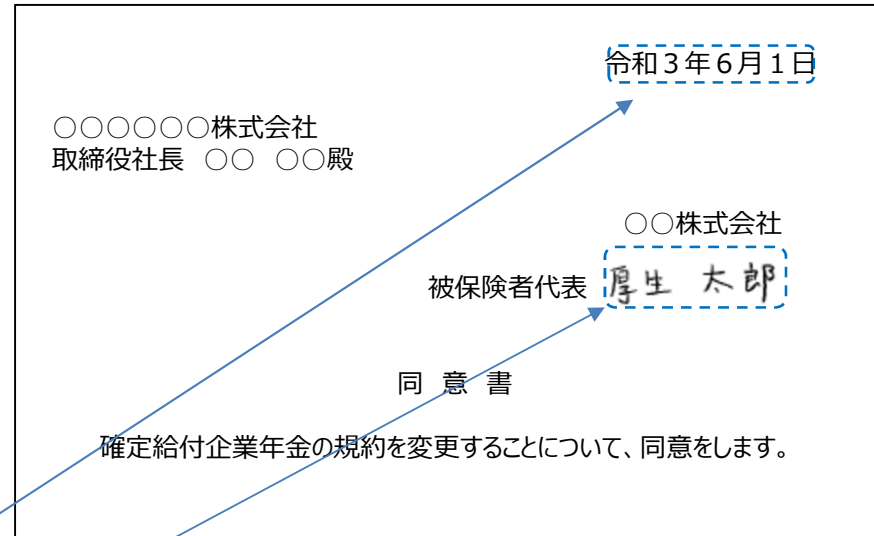 令和３年６月１日
○○○○○○株式会社
取締役社長　○○　○○殿
○○株式会社
被保険者代表 厚生 太郎
同 意 書
確定給付企業年金の規約を変更することについて、同意をします。